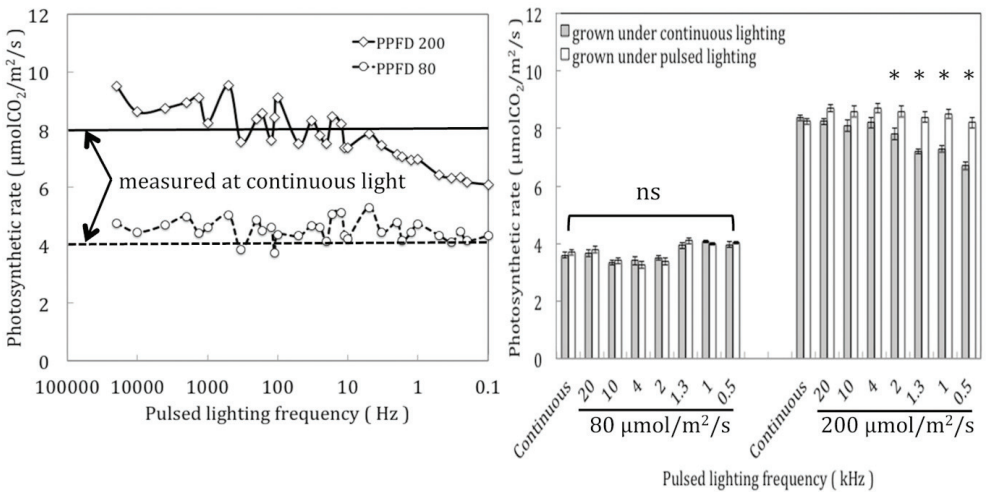 12
10
8
6
4
2
0
Photosynthetic rate ( μmolCO2/m²/s )
PPFD 200
PPFD 80
measured at continuous light
100000 10000 1000 100 10 1 0.1
Pulsed lighting frequency ( Hz )
12
10
8
6
4
2
0
Photosynthetic rate ( μmolCO2/m²/s )
grown under continuous lighting
grown under pulsed lighting
* * * *
ns
Continuous 20 10 4 2 1.3 1 0.5 Continuous 20 10 4 2 1.3 1 0.5
80 μmol/m²/s 200 μmol/m²/s
Pulsed lighting frequency ( kHz )